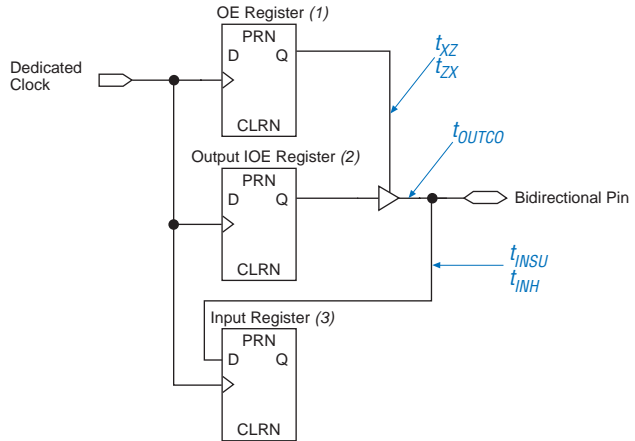 OE Register (1)
PRN
D Q
CLRN
Dedicated
Clock
tXZ
tZX
tOUTCO
Output IOE Register (2)
PRN
D Q
CLRN
Bidirectional Pin
tINSU
tINH
Input Register (3)
PRN
D Q
CLRN